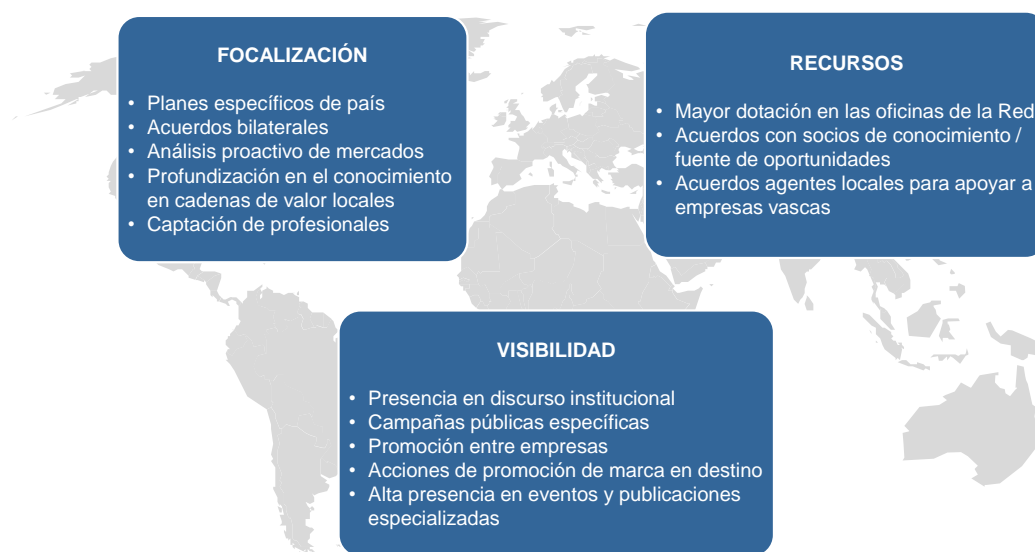 FOCALIZACIÓN
• Planes específicos de país
• Acuerdos bilaterales
• Análisis proactivo de mercados
• Profundización en el conocimiento
en cadenas de valor locales
• Captación de profesionales
RECURSOS
• Mayor dotación en las oficinas de la Red
• Acuerdos con socios de conocimiento /
fuente de oportunidades
• Acuerdos agentes locales para apoyar a
empresas vascas
VISIBILIDAD
• Presencia en discurso institucional
• Campañas públicas específicas
• Promoción entre empresas
• Acciones de promoción de marca en destino
• Alta presencia en eventos y publicaciones
especializadas